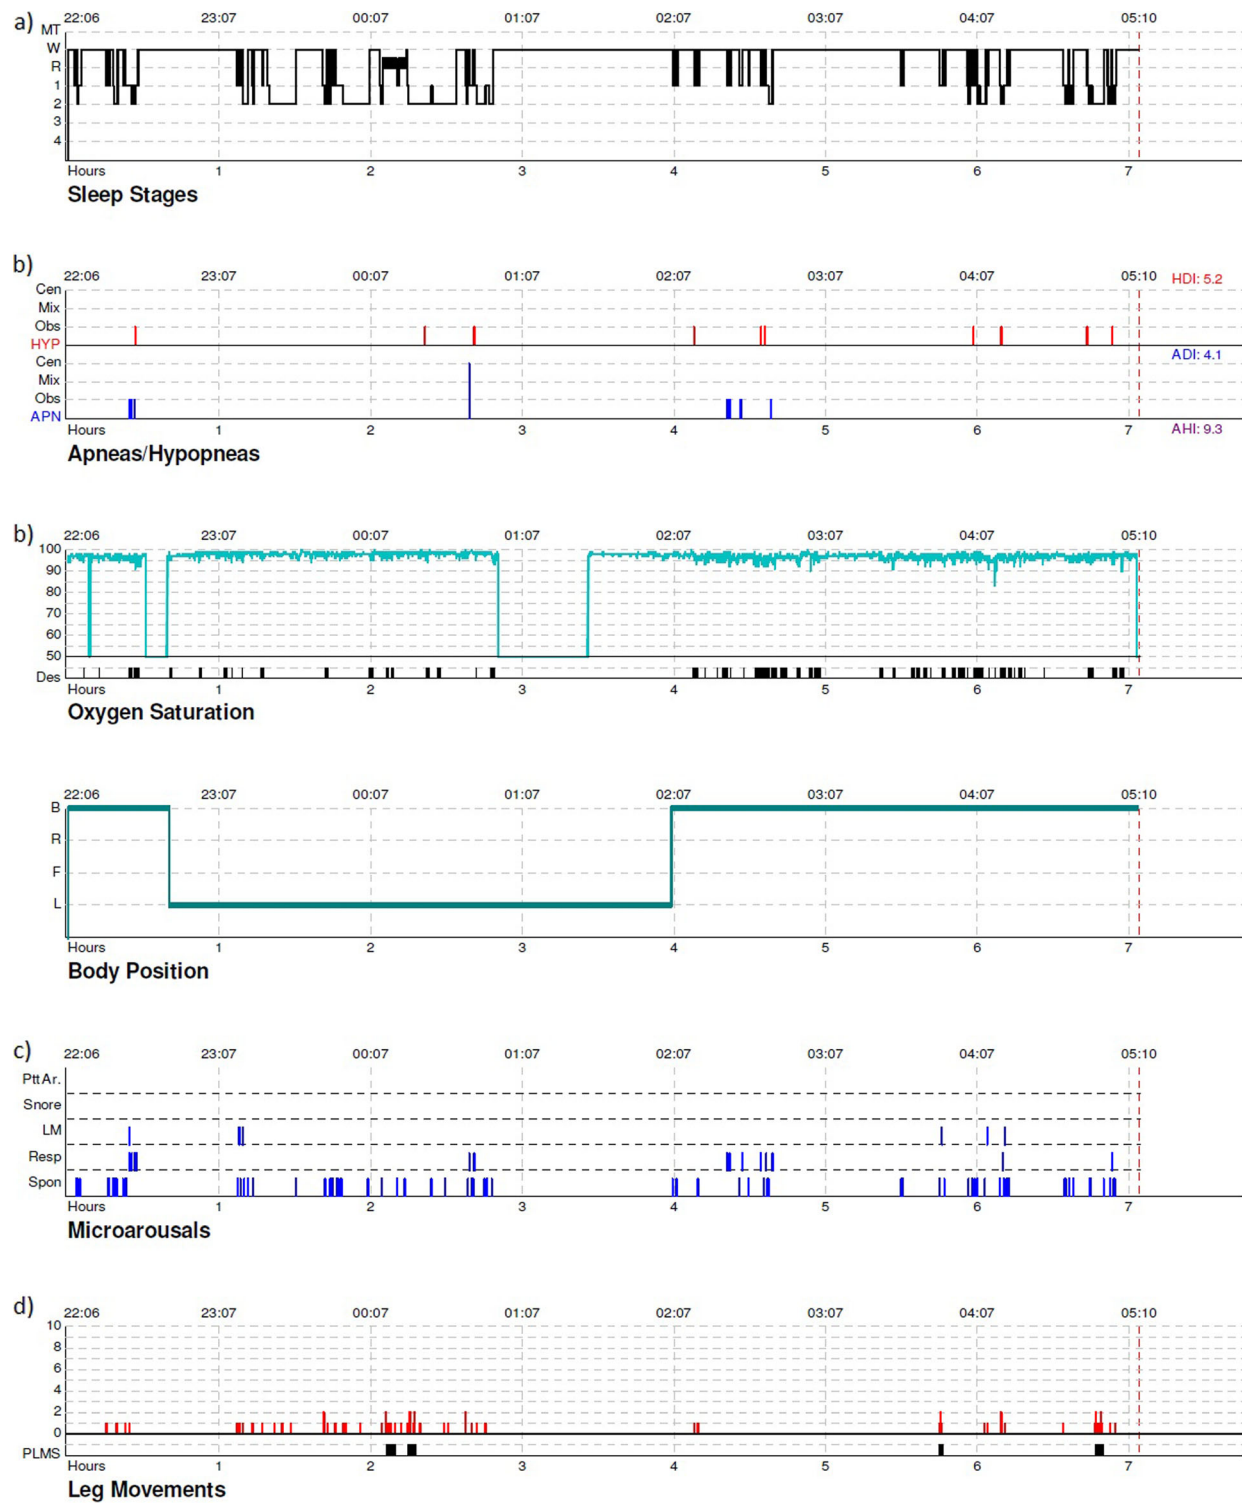 a) 22:06 23:07 00:07 01:07 02:07 03:07 04:07 05:10
MT
W
R
1
2
3
4
Hours 1 2 3 4 5 6 7
Sleep Stages
b) 22:06 23:07 00:07 01:07 02:07 03:07 04:07 05:10 HDI: 5.2
Cen
Mix
Obs
HYP
Cen ADI: 4.1
Mix
Obs
APN
Hours 1 2 3 4 5 6 7 AHI: 9.3
Apneas/Hypopneas
b) 22:06 23:07 00:07 01:07 02:07 03:07 04:07 05:10
100
90
80
70
60
50
Des
Hours 1 2 3 4 5 6 7
Oxygen Saturation
22:06 23:07 00:07 01:07 02:07 03:07 04:07 05:10
B
R
F
L
Hours 1 2 3 4 5 6 7
Body Position
c) 22:06 23:07 00:07 01:07 02:07 03:07 04:07 05:10
Ptt Ar.
Snore
LM
Resp
Spon
Hours 1 2 3 4 5 6 7
Microarousals
d) 22:06 23:07 00:07 01:07 02:07 03:07 04:07 05:10
10
8
6
4
2
0
PLMS
Hours 1 2 3 4 5 6 7
Leg Movements